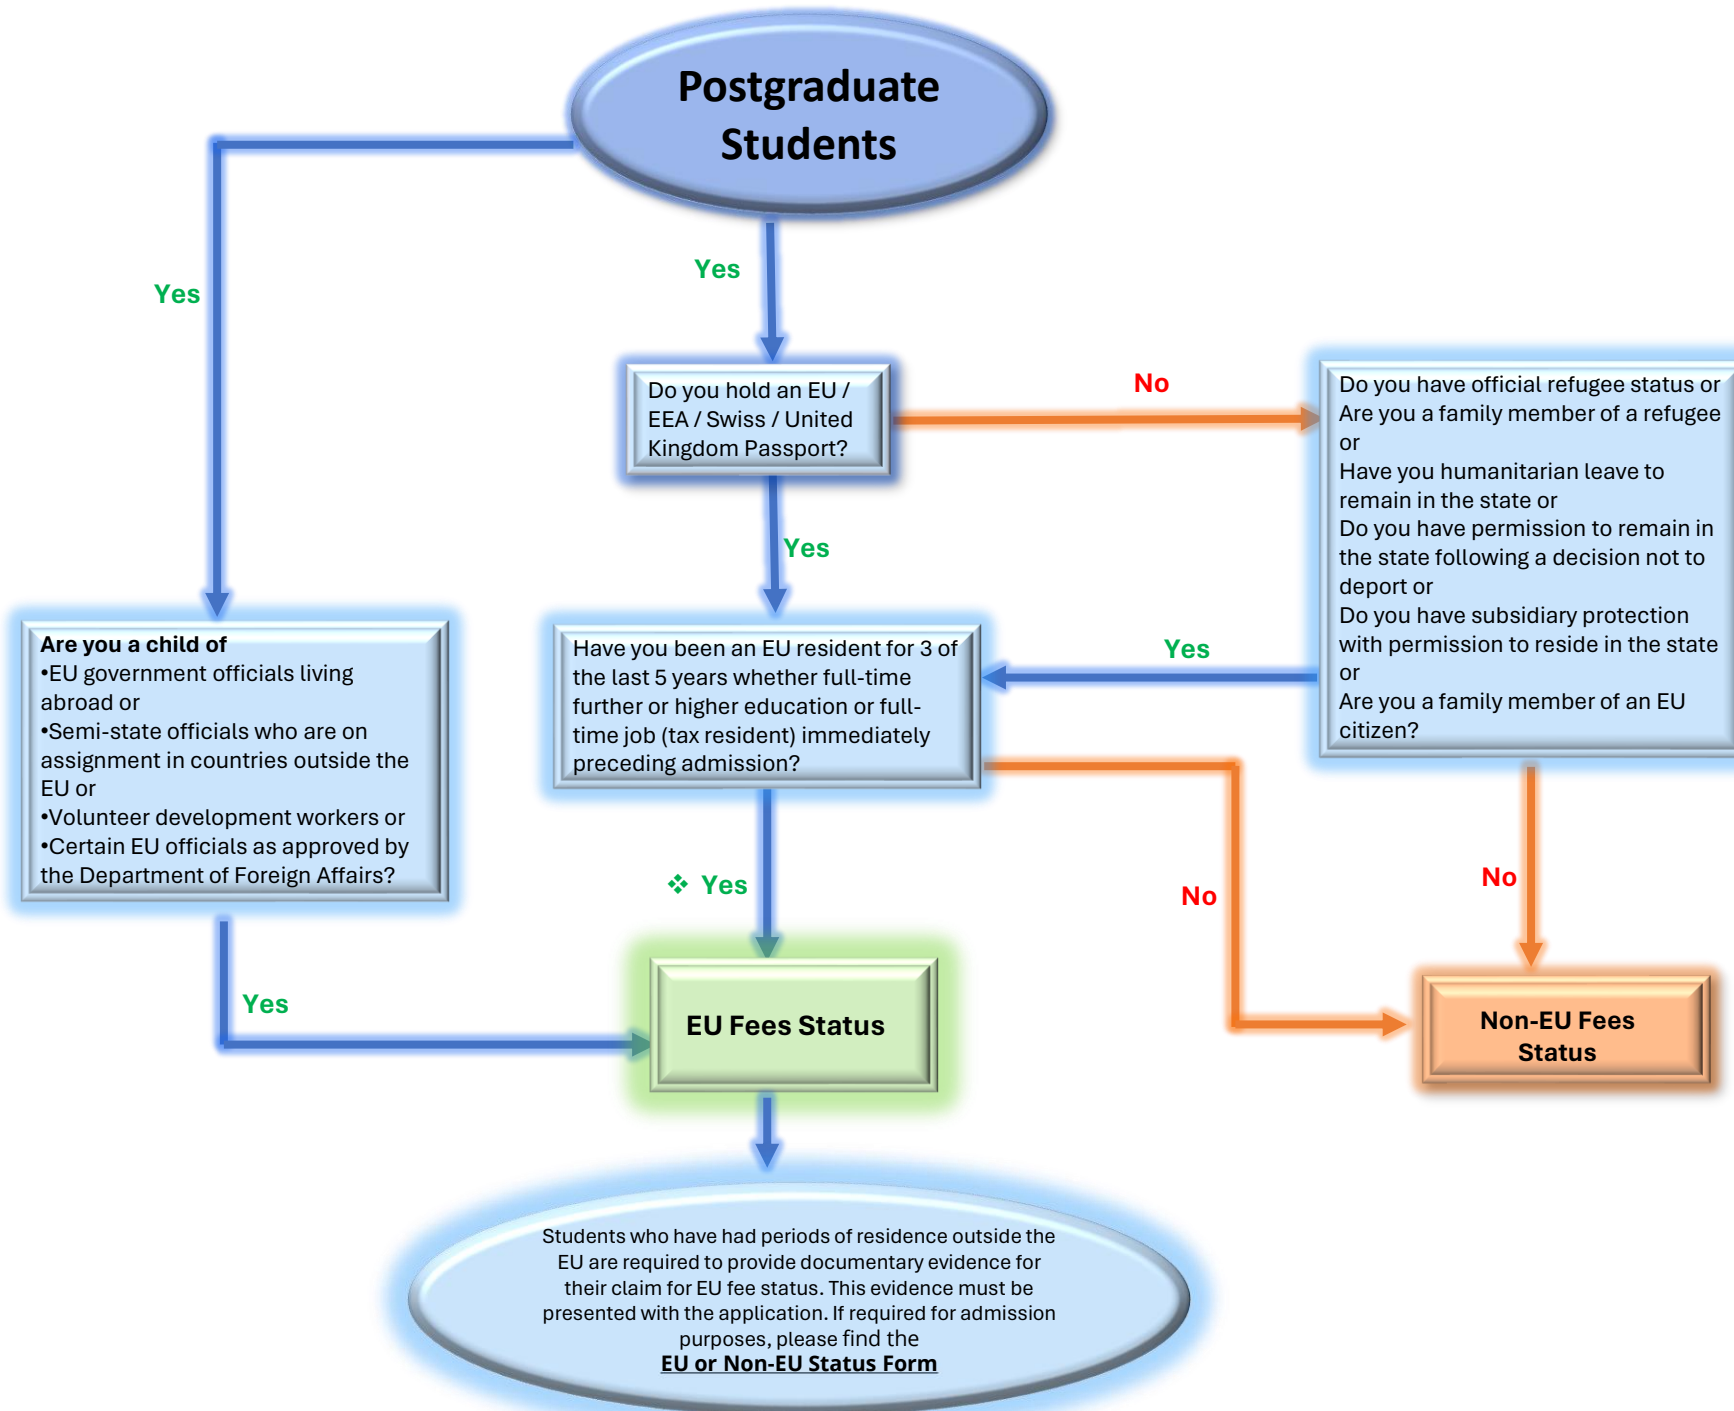 Postgraduate
Students
Yes
Yes
Do you hold an EU /
EEA / Swiss / United
Kingdom Passport?
No
Do you have official refugee status or
Are you a family member of a refugee
or
Have you humanitarian leave to
remain in the state or
Do you have permission to remain in
the state following a decision not to
deport or
Do you have subsidiary protection
with permission to reside in the state
or
Are you a family member of an EU
citizen?
Yes
Are you a child of
•EU government officials living
abroad or
•Semi-state officials who are on
assignment in countries outside the
EU or
•Volunteer development workers or
•Certain EU officials as approved by
the Department of Foreign Affairs?
Have you been an EU resident for 3 of
the last 5 years whether full-time
further or higher education or full-
time job (tax resident) immediately
preceding admission?
Yes
❖ Yes
No
No
Yes
EU Fees Status
Non-EU Fees
Status
Students who have had periods of residence outside the
EU are required to provide documentary evidence for
their claim for EU fee status. This evidence must be
presented with the application. If required for admission
purposes, please find the
EU or Non-EU Status Form